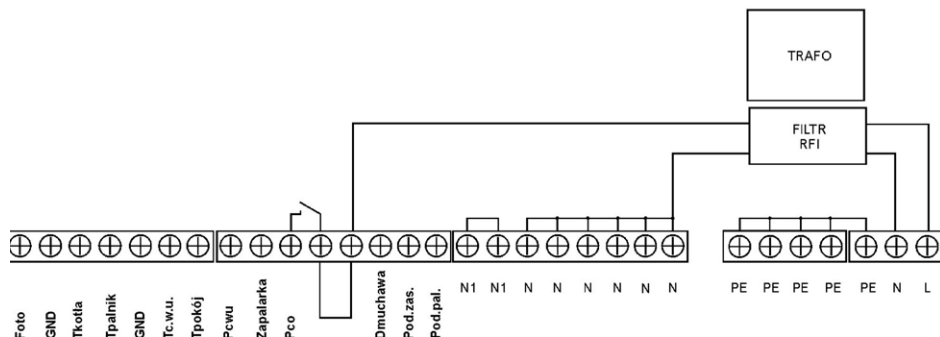 TRAFO
FILTR
RFI
Foto
GND
Tkotła
Tpalnik
GND
Tc.w.u.
Tpokój
Pcwu
Zapalarka
Pco
Dmuchawa
Pod.zas.
Pod.pal.
N1 N1 N N N N N N
PE PE PE PE PE N L